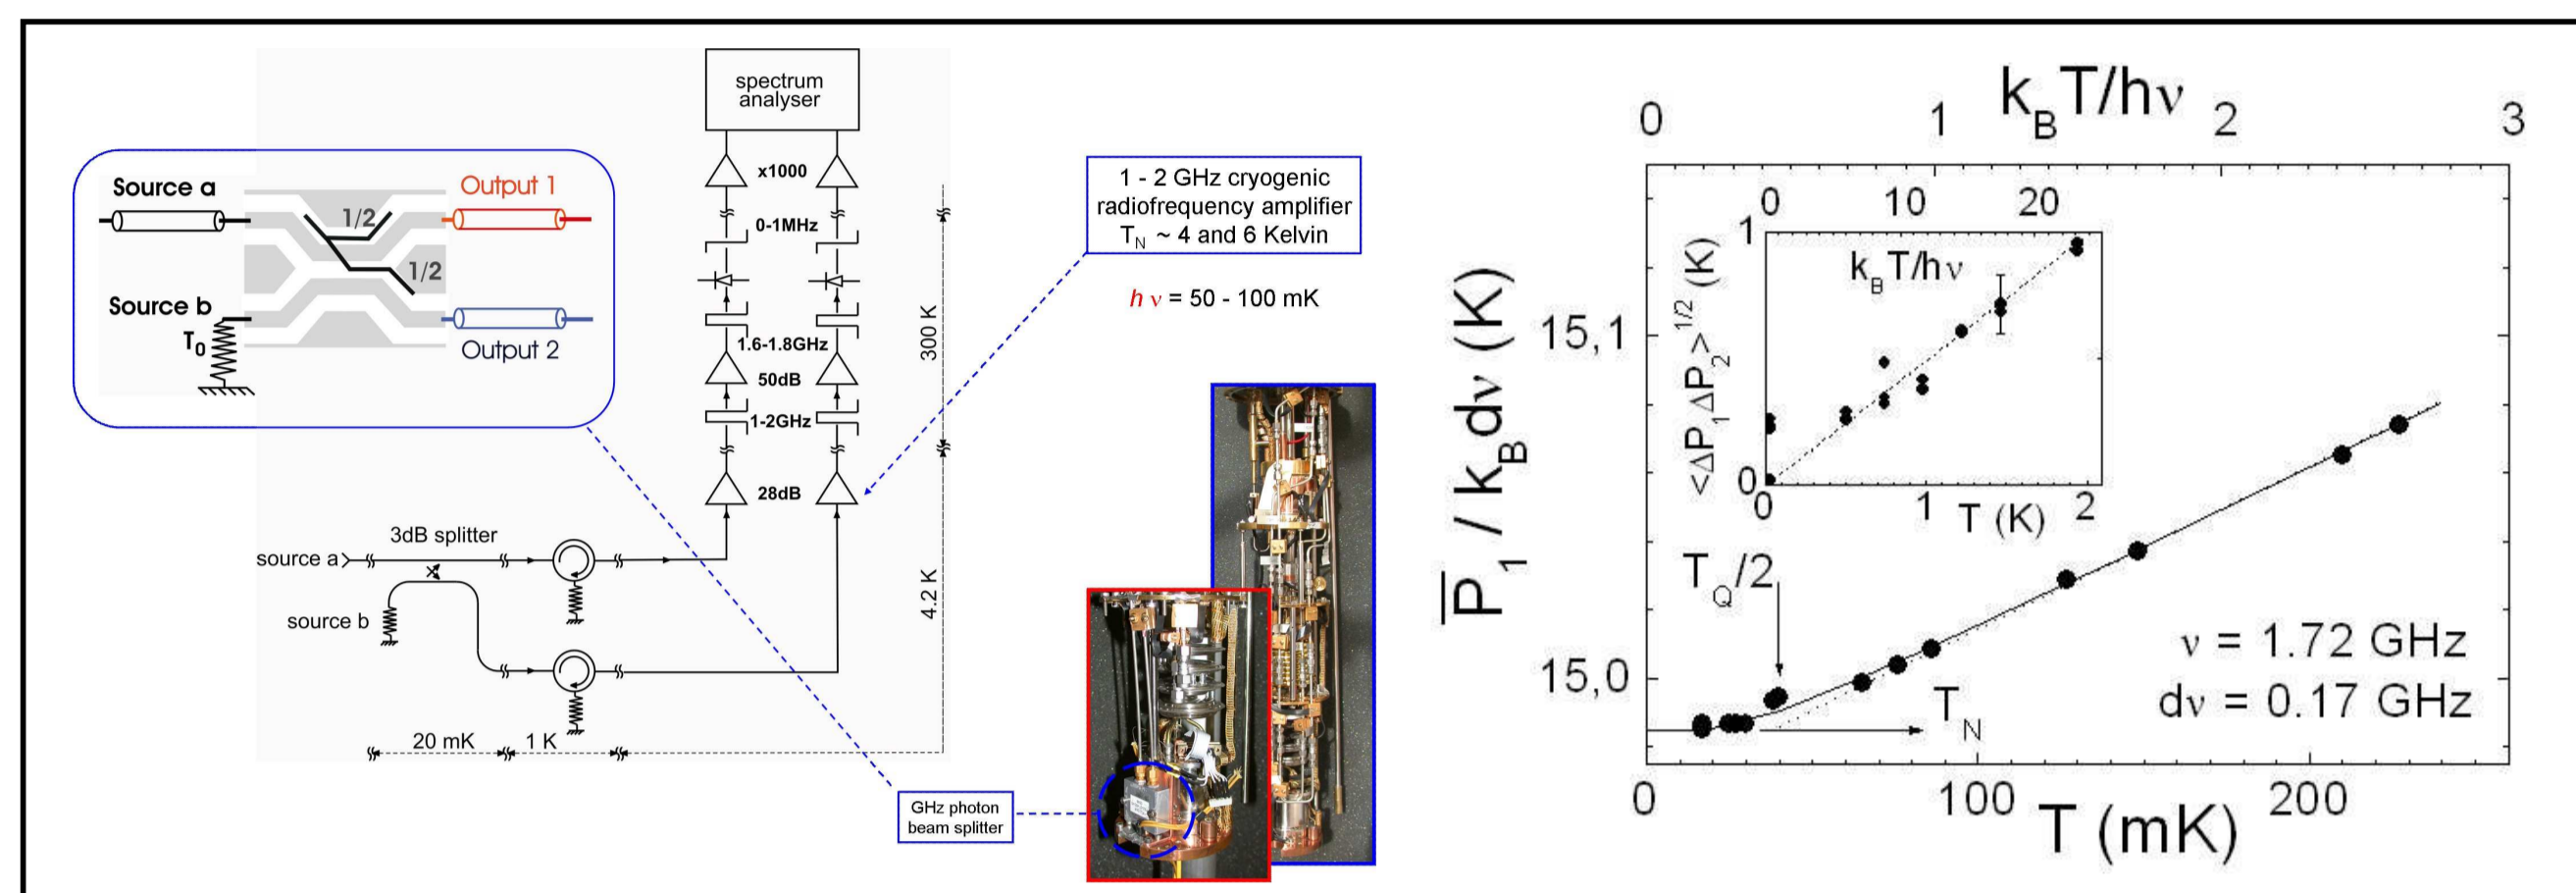 spectrum
analyser
x1000
0-1MHz
1.6-1.8GHz
50dB
1-2GHz
28dB
300 K
4.2 K
Source a
1/2
1/2
Output 1
Source b
T0
Output 2
3dB splitter
source a
source b
20 mK
1 K
1 - 2 GHz cryogenic
radiofrequency amplifier
TN ~ 4 and 6 Kelvin
h ν = 50 - 100 mK
GHz photon
beam splitter
kBT/hν
0 1 2 3
P̅1 / kBdν (K)
15,1
15,0
0 10 20
kBT/hν
<ΔP1ΔP2>1/2 (K)
1
0
0 1 T (K) 2
TQ/2
TN
ν = 1.72 GHz
dν = 0.17 GHz
0 100 200
T (mK)